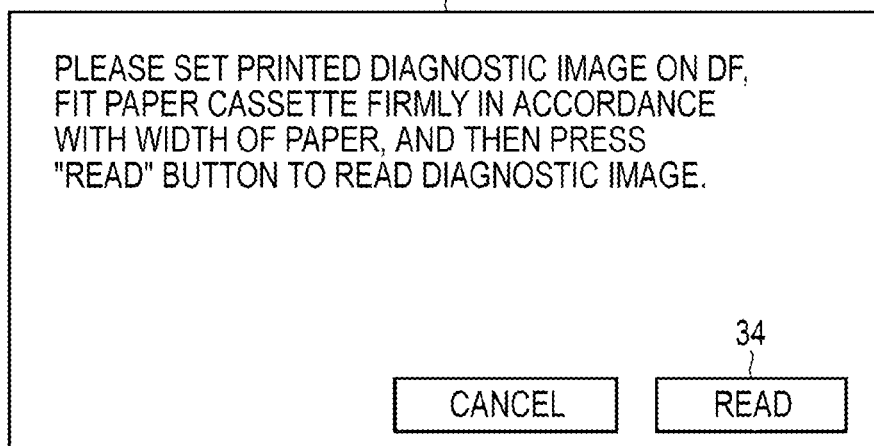 PLEASE SET PRINTED DIAGNOSTIC IMAGE ON DF,
FIT PAPER CASSETTE FIRMLY IN ACCORDANCE
WITH WIDTH OF PAPER, AND THEN PRESS
"READ" BUTTON TO READ DIAGNOSTIC IMAGE.
34
CANCEL READ